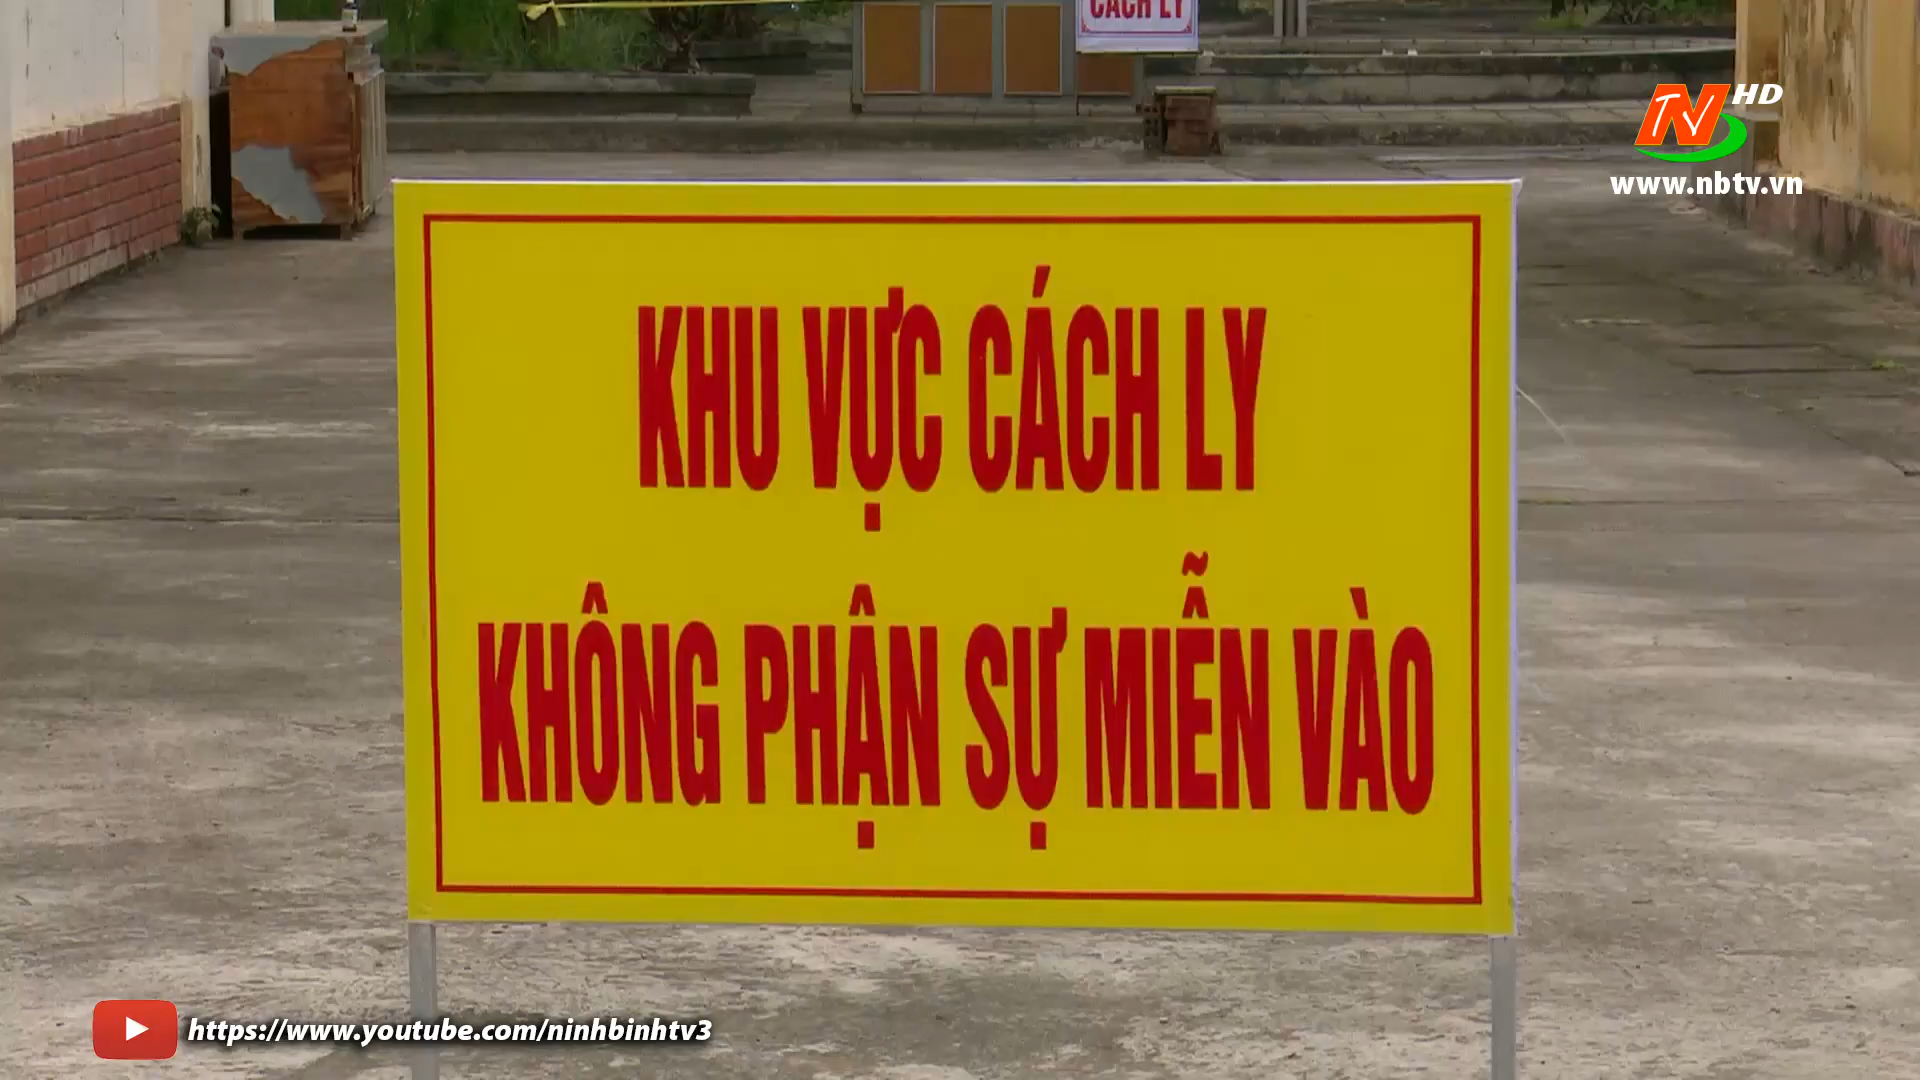 CÁCH LY
NTV HD
www.nbtv.vn
KHU VỰC CÁCH LY
KHÔNG PHẬN SỰ MIỄN VÀO
https://www.youtube.com/ninhbinhtv3